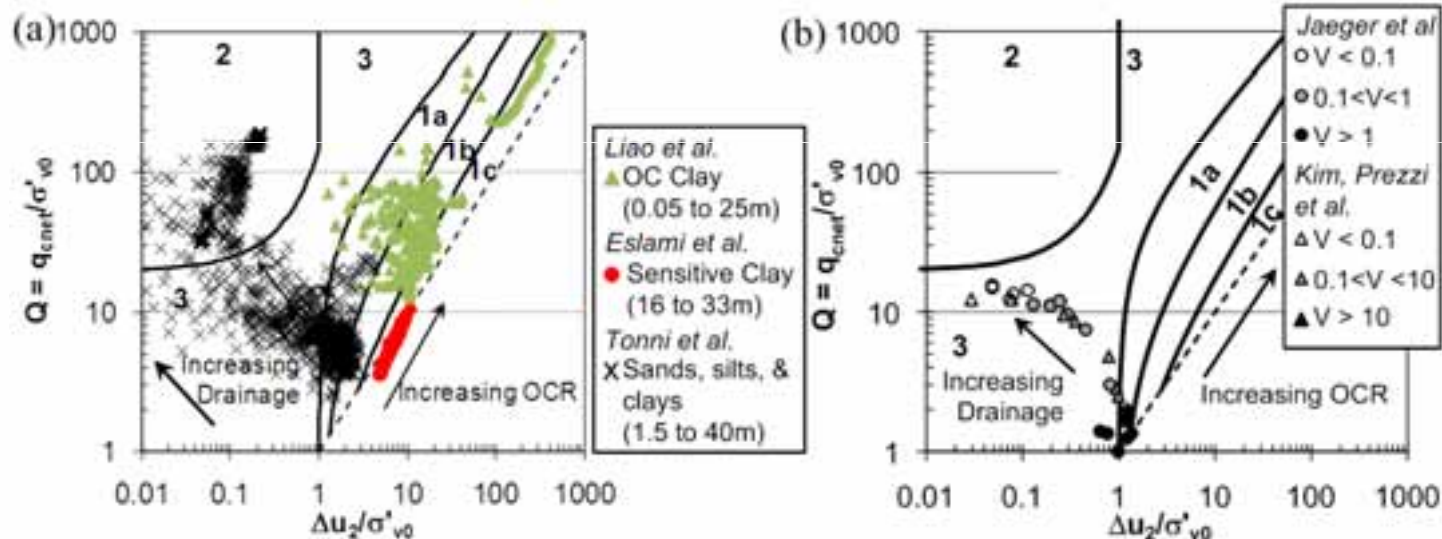 (a)
1000
100
10
1
Q = qcnet/σ'v0
2
3
1a
1b
1c
3
Increasing
Drainage
Increasing OCR
0.01
0.1
1
10
100
1000
Δu2/σ'v0
Liao et al.
OC Clay
(0.05 to 25m)
Eslami et al.
Sensitive Clay
(16 to 33m)
Tonni et al.
Sands, silts, &
clays
(1.5 to 40m)
(b)
1000
100
10
1
Q = qcnet/σ'v0
2
3
1a
1b
1c
3
Increasing
Drainage
Increasing OCR
0.01
0.1
1
10
100
1000
Δu2/σ'v0
Jaeger et al
V < 0.1
0.1<V<1
V > 1
Kim, Prezzi
et al.
V < 0.1
0.1<V <10
V > 10